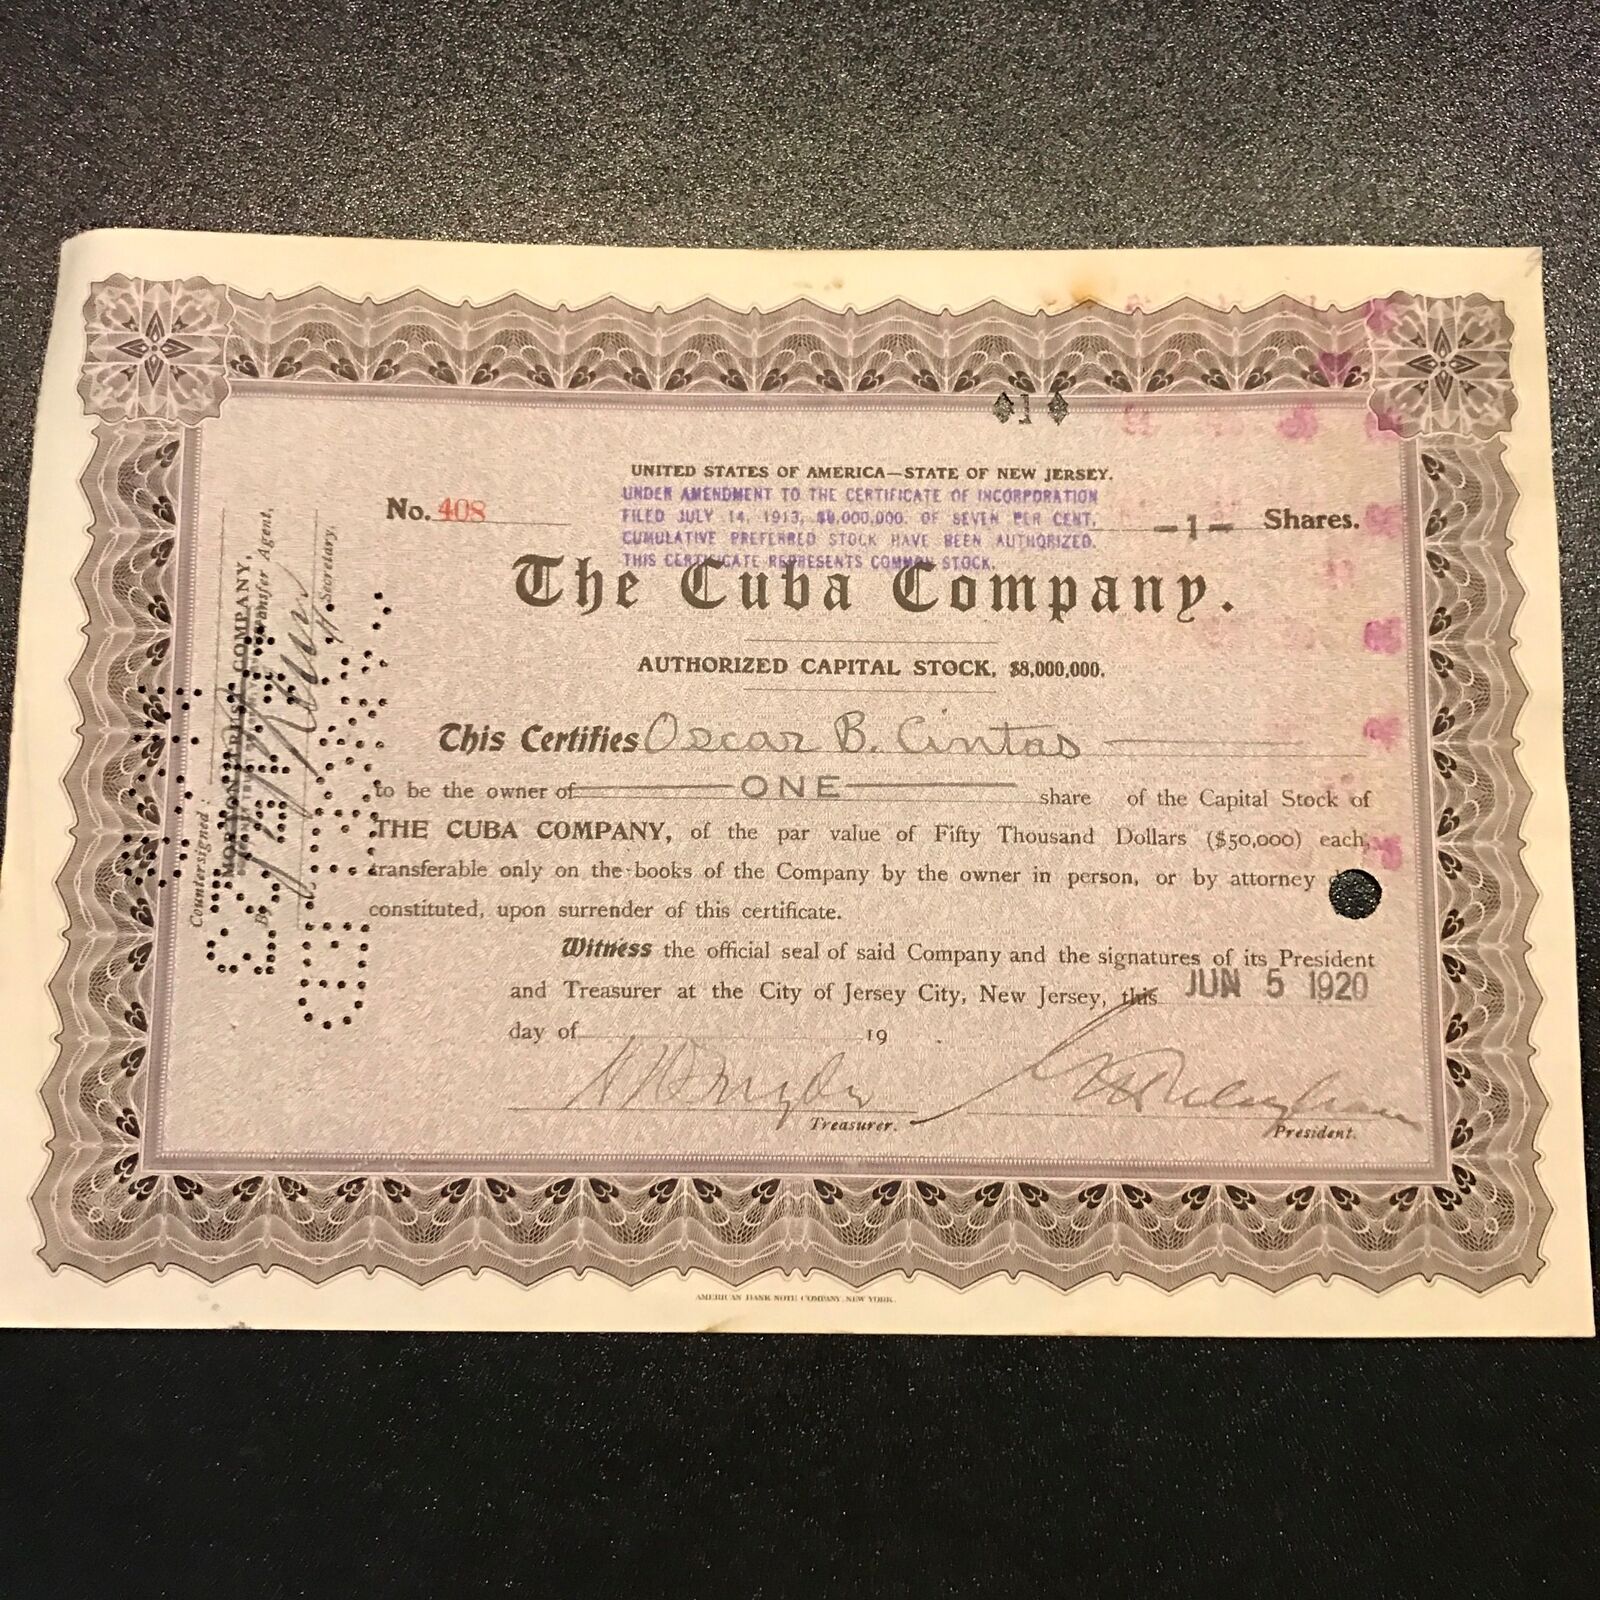 1
UNITED STATES OF AMERICA—STATE OF NEW JERSEY.
UNDER AMENDMENT TO THE CERTIFICATE OF INCORPORATION
FILED JULY 14, 1913, $8,000,000. OF SEVEN PER CENT.
CUMULATIVE PREFERRED STOCK HAVE BEEN AUTHORIZED.
THIS CERTIFICATE REPRESENTS COMMON STOCK.
No. 408
-1- Shares.
The Cuba Company.
AUTHORIZED CAPITAL STOCK, $8,000,000.
This Certifies Oscar B. Cintas
to be the owner of ONE share of the Capital Stock of
THE CUBA COMPANY, of the par value of Fifty Thousand Dollars ($50,000) each,
transferable only on the books of the Company by the owner in person, or by attorney
constituted, upon surrender of this certificate.
Witness the official seal of said Company and the signatures of its President
and Treasurer at the City of Jersey City, New Jersey, this JUN 5 1920
day of 19
Treasurer.
President.
Countersigned:
MORTON TRUST COMPANY,
Transfer Agent,
By
Secretary.
AMERICAN BANK NOTE COMPANY, NEW YORK.